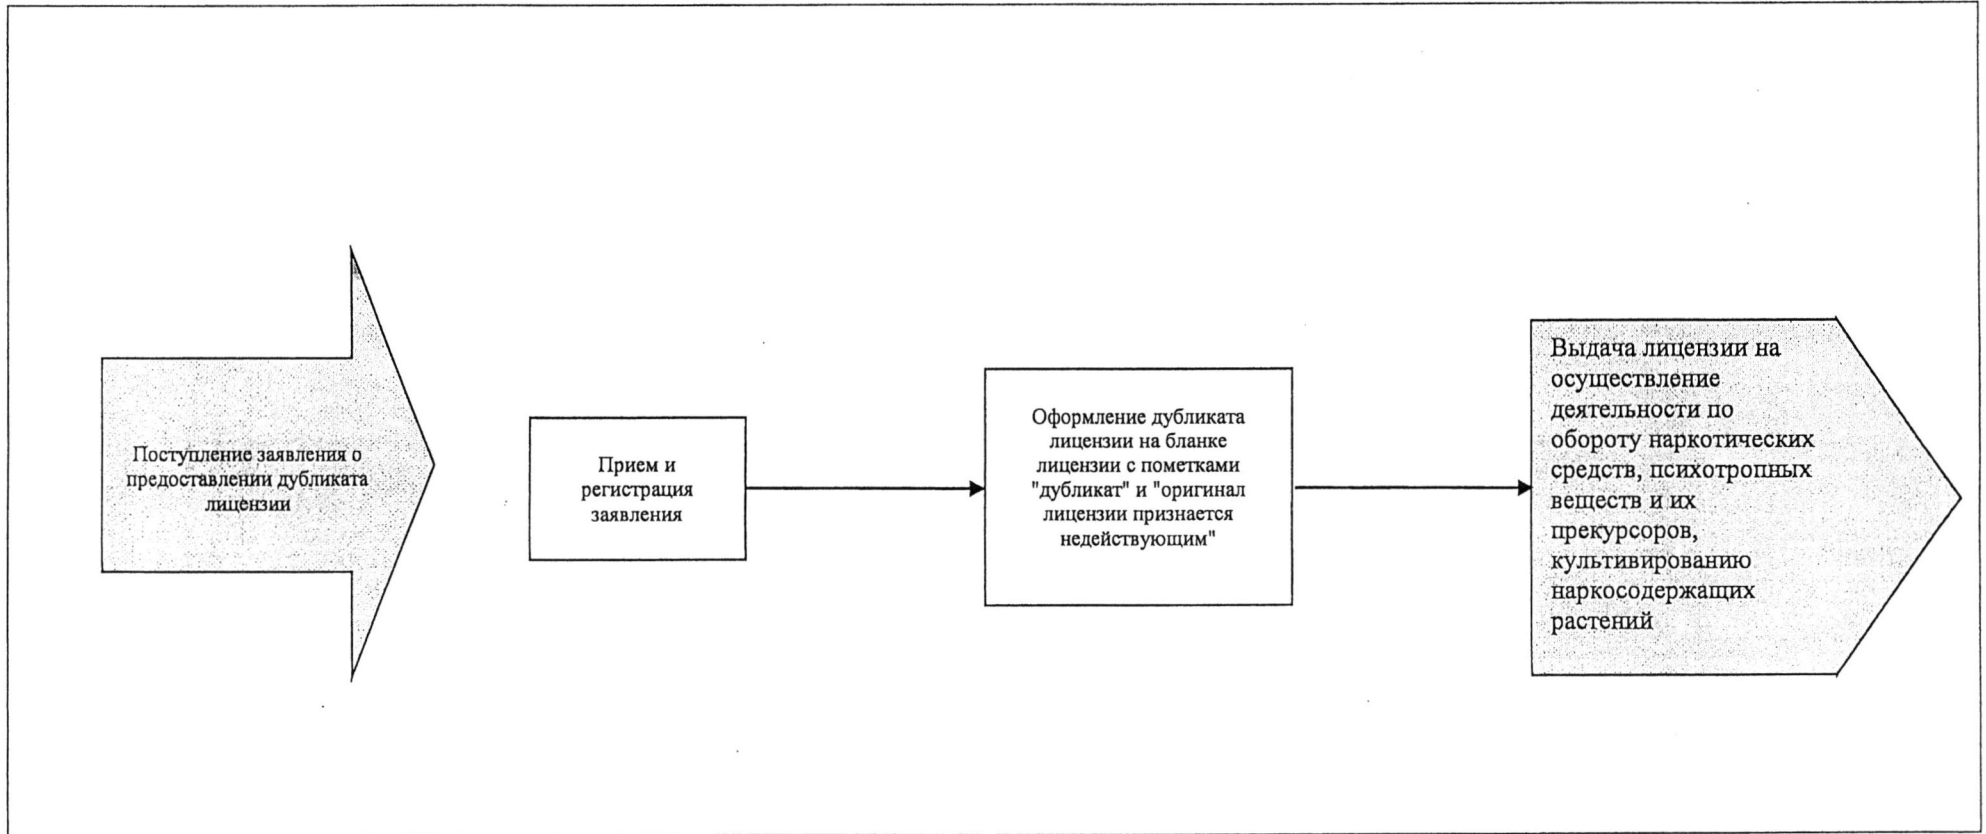 Поступление заявления о
предоставлении дубликата
лицензии
Прием и
регистрация
заявления
Оформление дубликата
лицензии на бланке
лицензии с пометками
"дубликат" и "оригинал
лицензии признается
недействующим"
Выдача лицензии на
осуществление
деятельности по
обороту наркотических
средств, психотропных
веществ и их
прекурсоров,
культивированию
наркосодержащих
растений